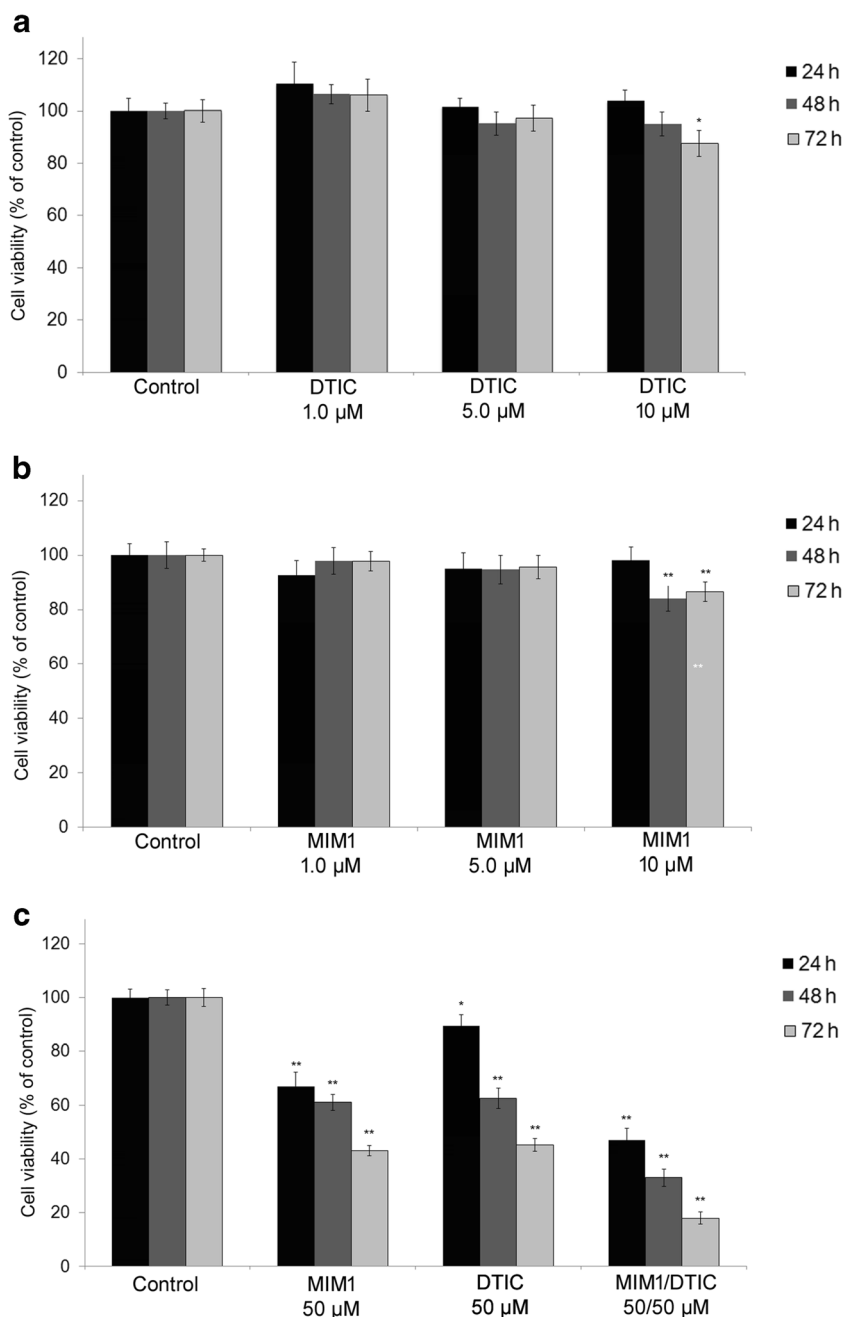 a
Cell viability (% of control)
120
100
80
60
40
20
0
*
24 h
48 h
72 h
Control
DTIC
1.0 µM
DTIC
5.0 µM
DTIC
10 µM
b
Cell viability (% of control)
120
100
80
60
40
20
0
**
**
**
24 h
48 h
72 h
Control
MIM1
1.0 µM
MIM1
5.0 µM
MIM1
10 µM
c
Cell viability (% of control)
120
100
80
60
40
20
0
**
**
**
*
**
**
**
**
**
24 h
48 h
72 h
Control
MIM1
50 µM
DTIC
50 µM
MIM1/DTIC
50/50 µM